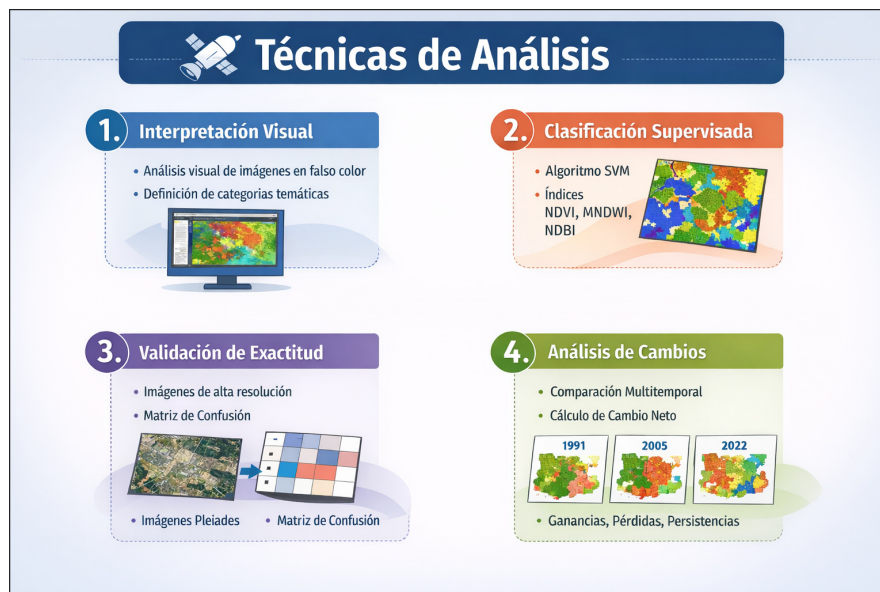 Técnicas de Análisis
1. Interpretación Visual
• Análisis visual de imágenes en falso color
• Definición de categorias temáticas
2. Clasificación Supervisada
• Algoritmo SVM
• Índices
NDVI, MNDWI,
NDBI
3. Validación de Exactitud
• Imágenes de alta resolución
• Matriz de Confusión
• Imágenes Pleiades
• Matriz de Confusión
4. Análisis de Cambios
• Comparación Multitemporal
• Cálculo de Cambio Neto
1991
2005
2022
• Ganancias, Pérdidas, Persistencias